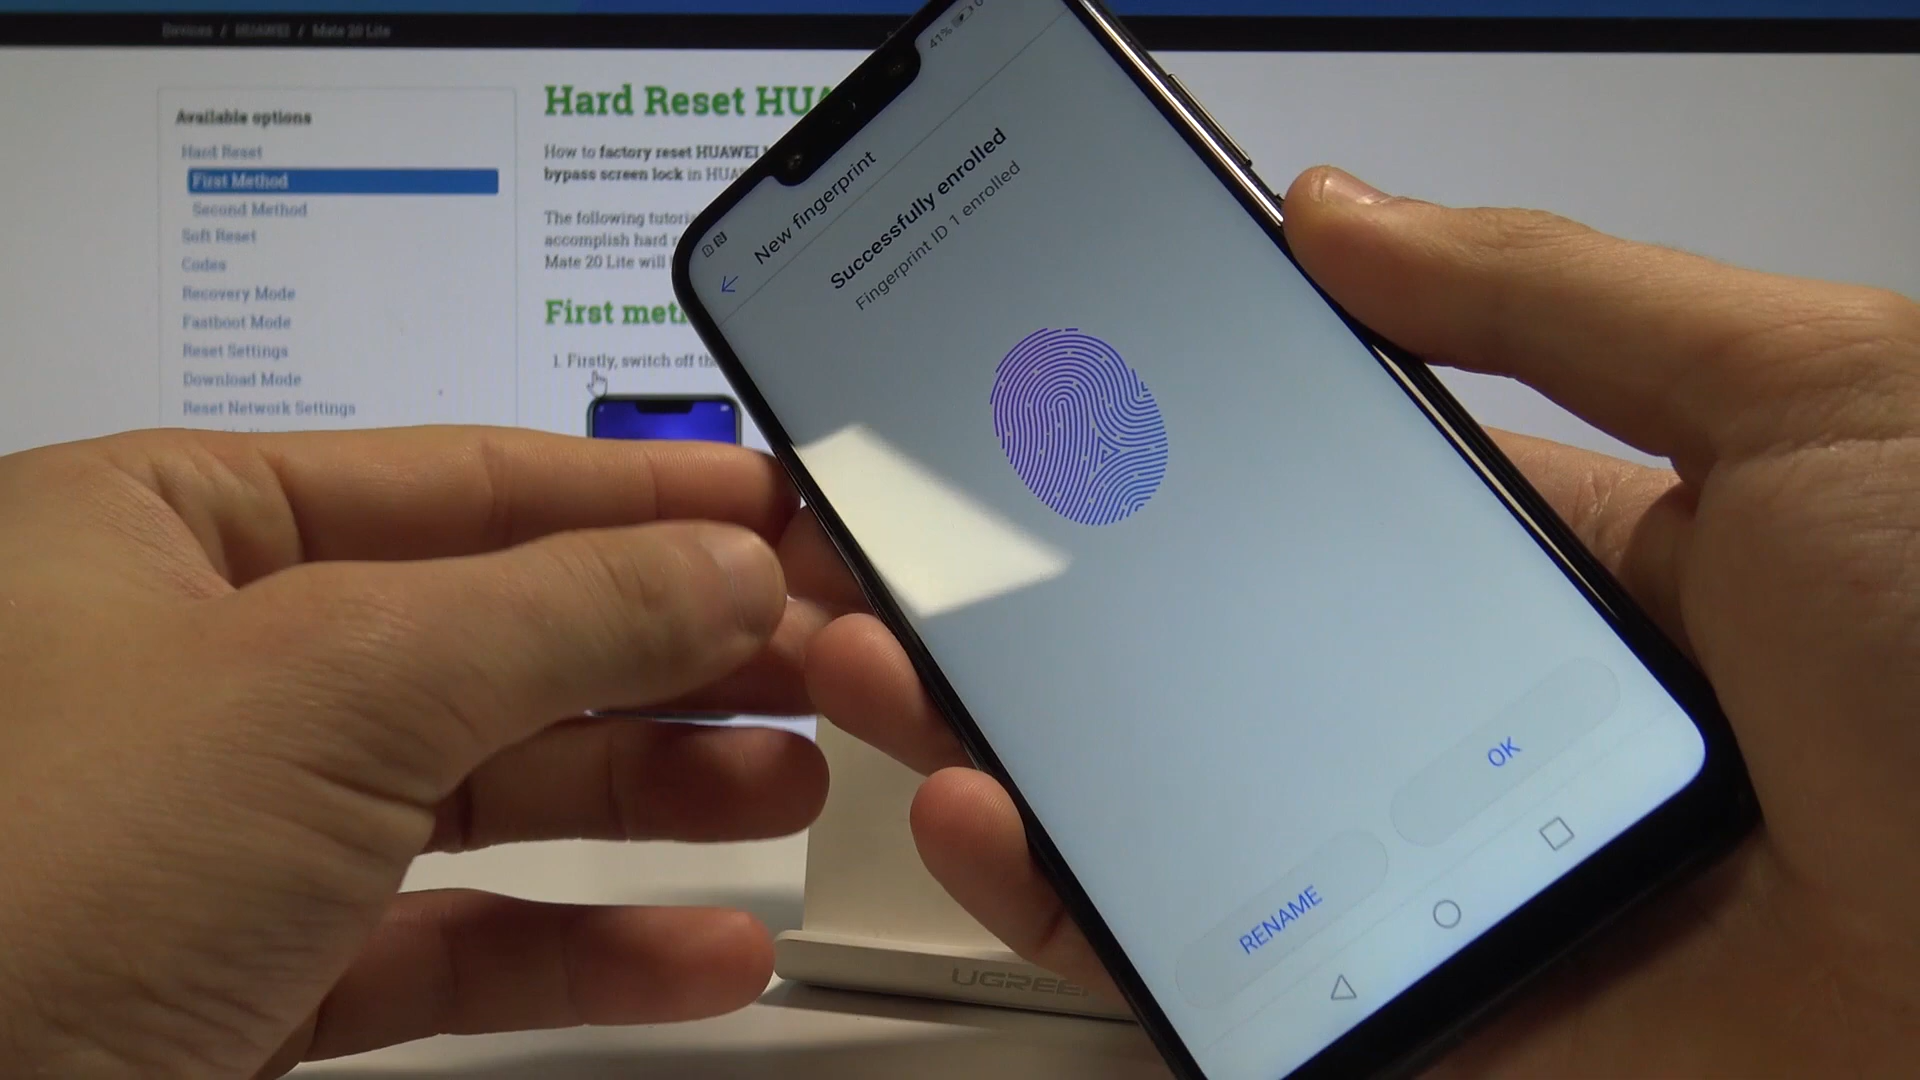 Devices / HUAWEI / Mate 20 Lite
Available options
Hard Reset
First Method
Second Method
Soft Reset
Codes
Recovery Mode
Fastboot Mode
Reset Settings
Download Mode
Reset Network Settings
Hard Reset HUA
How to factory reset HUAWEI
bypass screen lock in HUA
The following tutoria
accomplish hard r
Mate 20 Lite will
First met
1. Firstly, switch off th
41%
New fingerprint
Successfully enrolled
Fingerprint ID 1 enrolled
RENAME
OK
UGREE